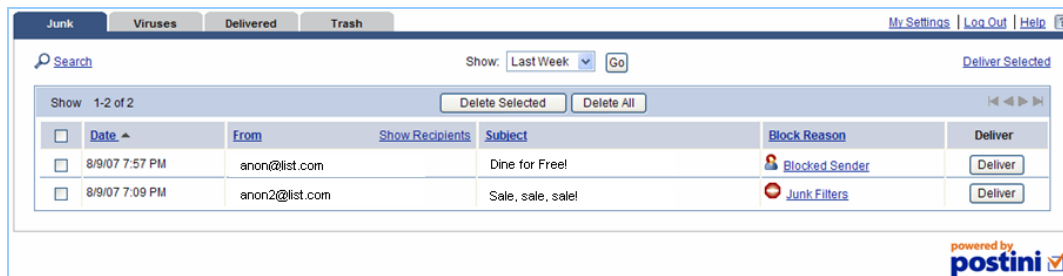 Junk Viruses Delivered Trash My Settings | Log Out | Help
Search Show: Last Week Go Deliver Selected
Show 1-2 of 2 Delete Selected Delete All
Date From Show Recipients Subject Block Reason Deliver
8/9/07 7:57 PM anon@list.com Dine for Free! Blocked Sender Deliver
8/9/07 7:09 PM anon2@list.com Sale, sale, sale! Junk Filters Deliver
powered by
postini